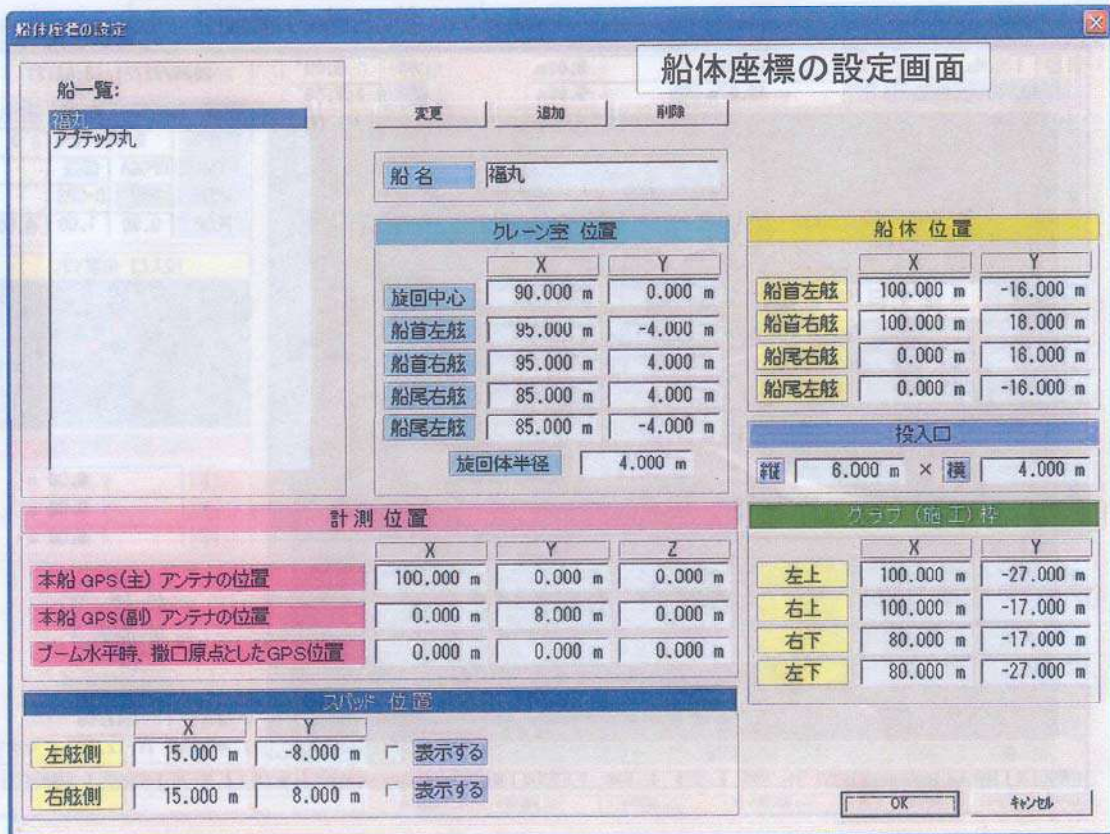 船体座標の設定
船体座標の設定画面
船一覧:
福丸
アプテック丸
変更 追加 削除
船名 福丸
クレーン室 位置
X Y
旋回中心 90.000 m 0.000 m
船首左舷 95.000 m -4.000 m
船首右舷 95.000 m 4.000 m
船尾右舷 85.000 m 4.000 m
船尾左舷 85.000 m -4.000 m
旋回体半径 4.000 m
船体 位置
X Y
船首左舷 100.000 m -16.000 m
船首右舷 100.000 m 16.000 m
船尾右舷 0.000 m 16.000 m
船尾左舷 0.000 m -16.000 m
投入口
縦 6.000 m × 横 4.000 m
グラブ (施工) 枠
X Y
左上 100.000 m -27.000 m
右上 100.000 m -17.000 m
右下 80.000 m -17.000 m
左下 80.000 m -27.000 m
計測 位置
X Y Z
本船 GPS(主) アンテナの位置 100.000 m 0.000 m 0.000 m
本船 GPS(副) アンテナの位置 0.000 m 8.000 m 0.000 m
ブーム水平時、撒口原点としたGPS位置 0.000 m 0.000 m 0.000 m
スパッド 位置
X Y
左舷側 15.000 m -8.000 m 表示する
右舷側 15.000 m 8.000 m 表示する
OK キャンセル